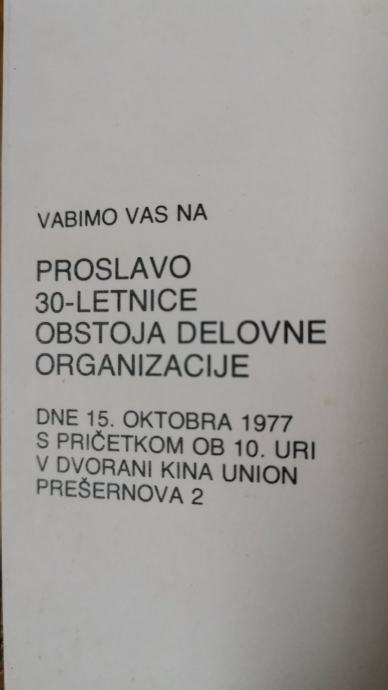 VABIMO VAS NA
PROSLAVO
30-LETNICE
OBSTOJA DELOVNE
ORGANIZACIJE
DNE 15. OKTOBRA 1977
S PRIČETKOM OB 10. URI
V DVORANI KINA UNION
PREŠERNOVA 2